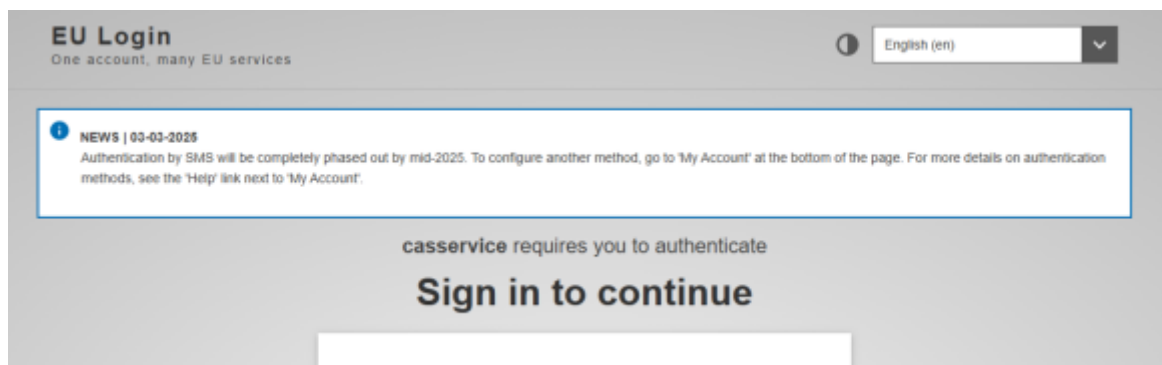 EU Login
One account, many EU services
English (en)
NEWS | 03-03-2025
Authentication by SMS will be completely phased out by mid-2025. To configure another method, go to 'My Account' at the bottom of the page. For more details on authentication
methods, see the 'Help' link next to 'My Account'.
casservice requires you to authenticate
Sign in to continue